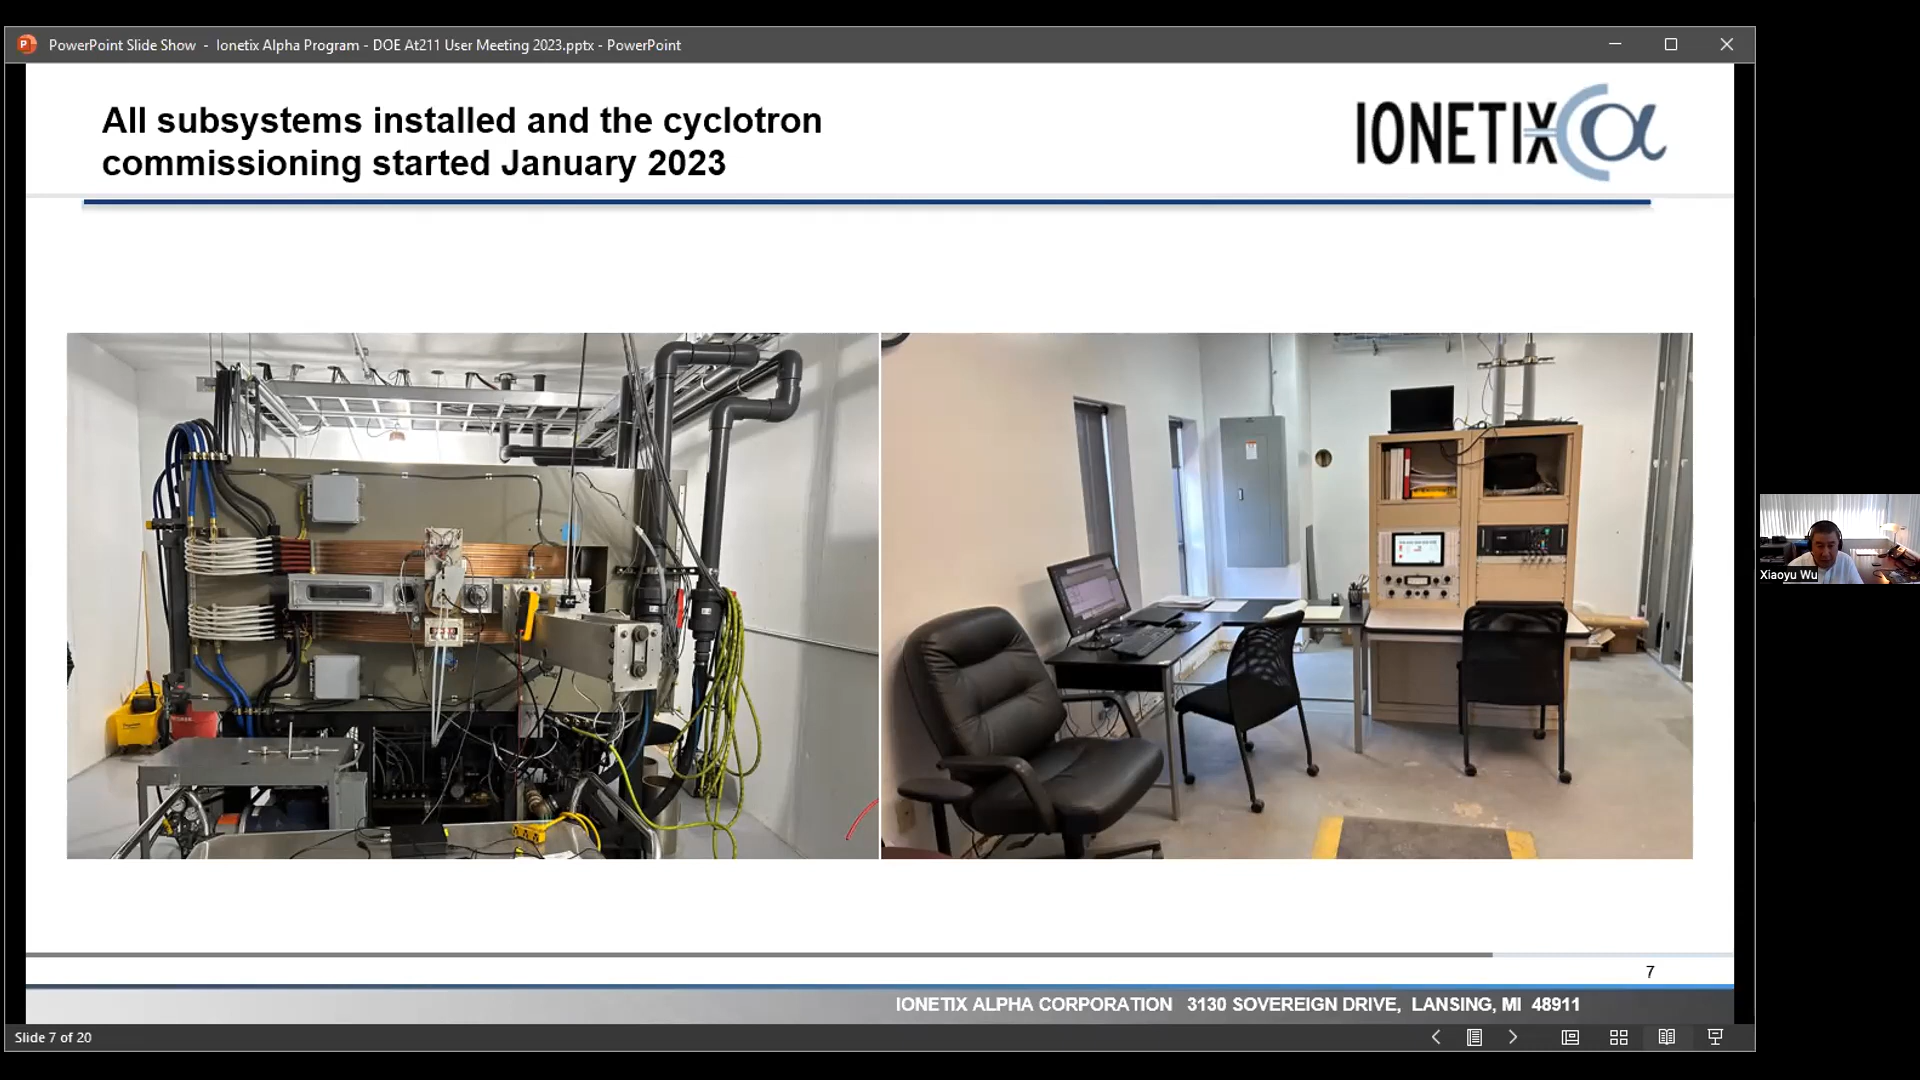 PowerPoint Slide Show - Ionetix Alpha Program - DOE At211 User Meeting 2023.pptx - PowerPoint
All subsystems installed and the cyclotron
commissioning started January 2023
IONETIX α
Xiaoyu Wu
7
IONETIX ALPHA CORPORATION 3130 SOVEREIGN DRIVE, LANSING, MI 48911
Slide 7 of 20